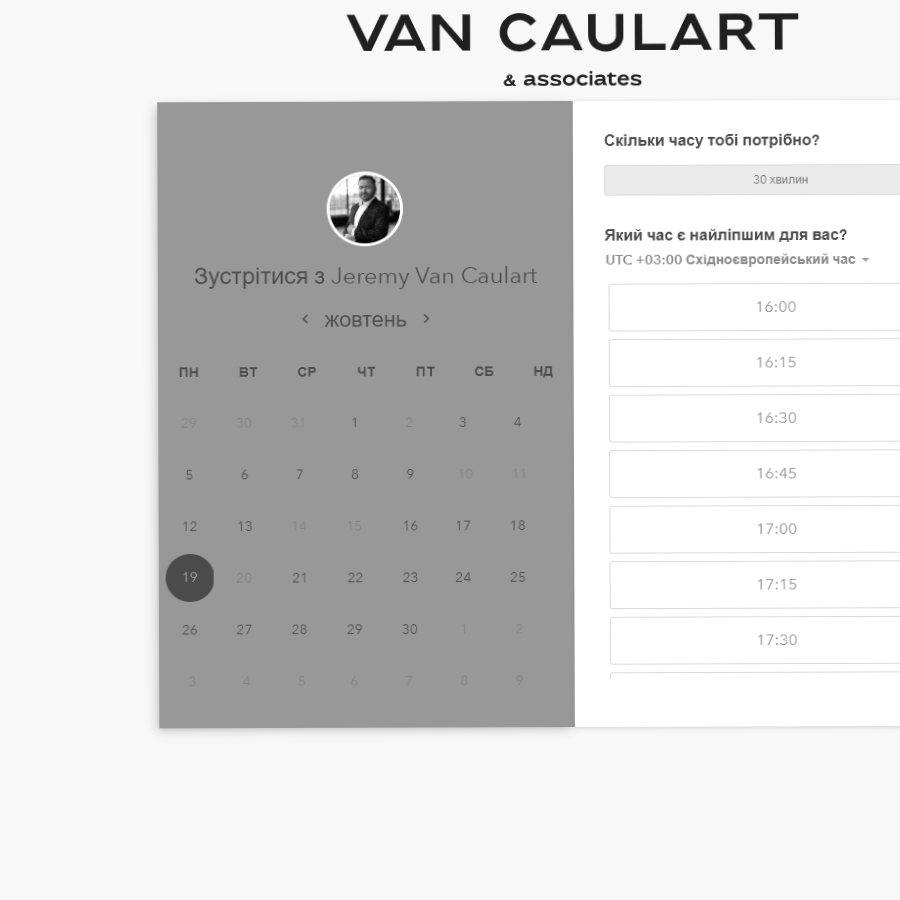 VAN CAULART
& associates
Зустрітися з Jeremy Van Caulart
жовтень
ПН ВТ СР ЧТ ПТ СБ НД
29 30 31 1 2 3 4
5 6 7 8 9 10 11
12 13 14 15 16 17 18
19 20 21 22 23 24 25
26 27 28 29 30 1 2
3 4 5 6 7 8 9
Скільки часу тобі потрібно?
30 хвилин
Який час є найліпшим для вас?
UTC +03:00 Східноєвропейський час
16:00
16:15
16:30
16:45
17:00
17:15
17:30